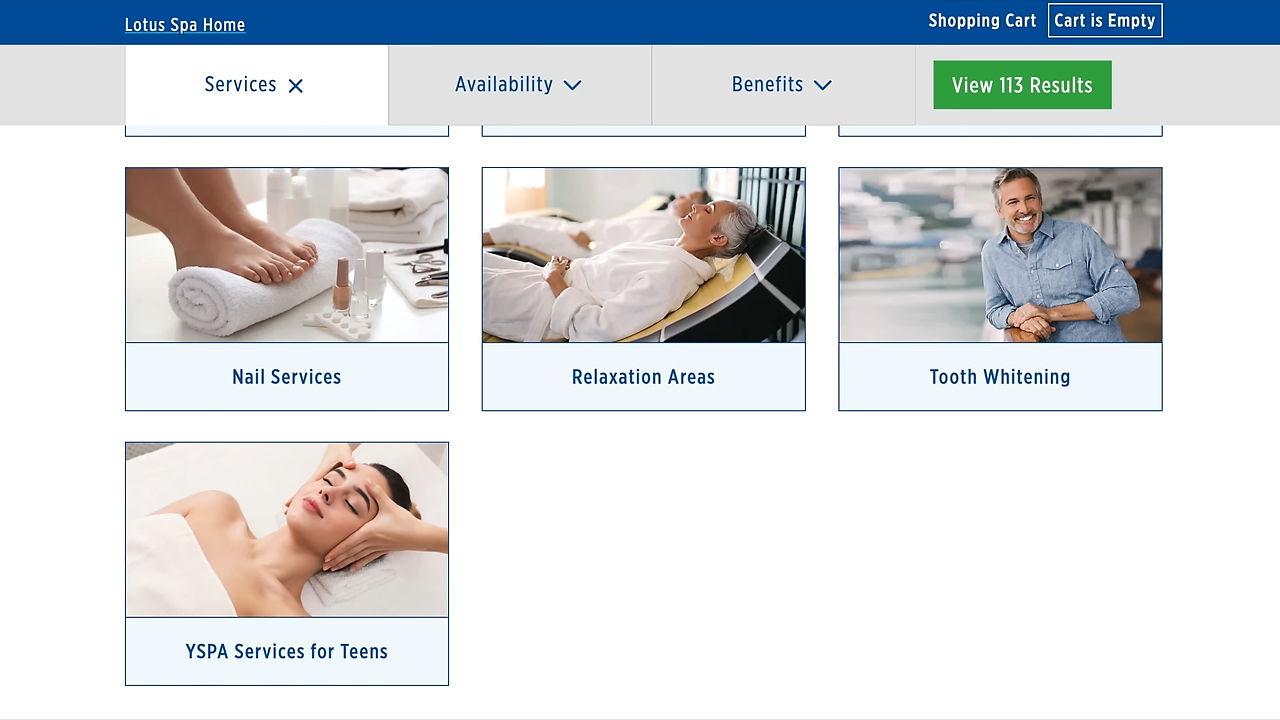 Lotus Spa Home
Shopping Cart Cart is Empty
Services
Availability
Benefits
View 113 Results
Nail Services
Relaxation Areas
Tooth Whitening
YSPA Services for Teens